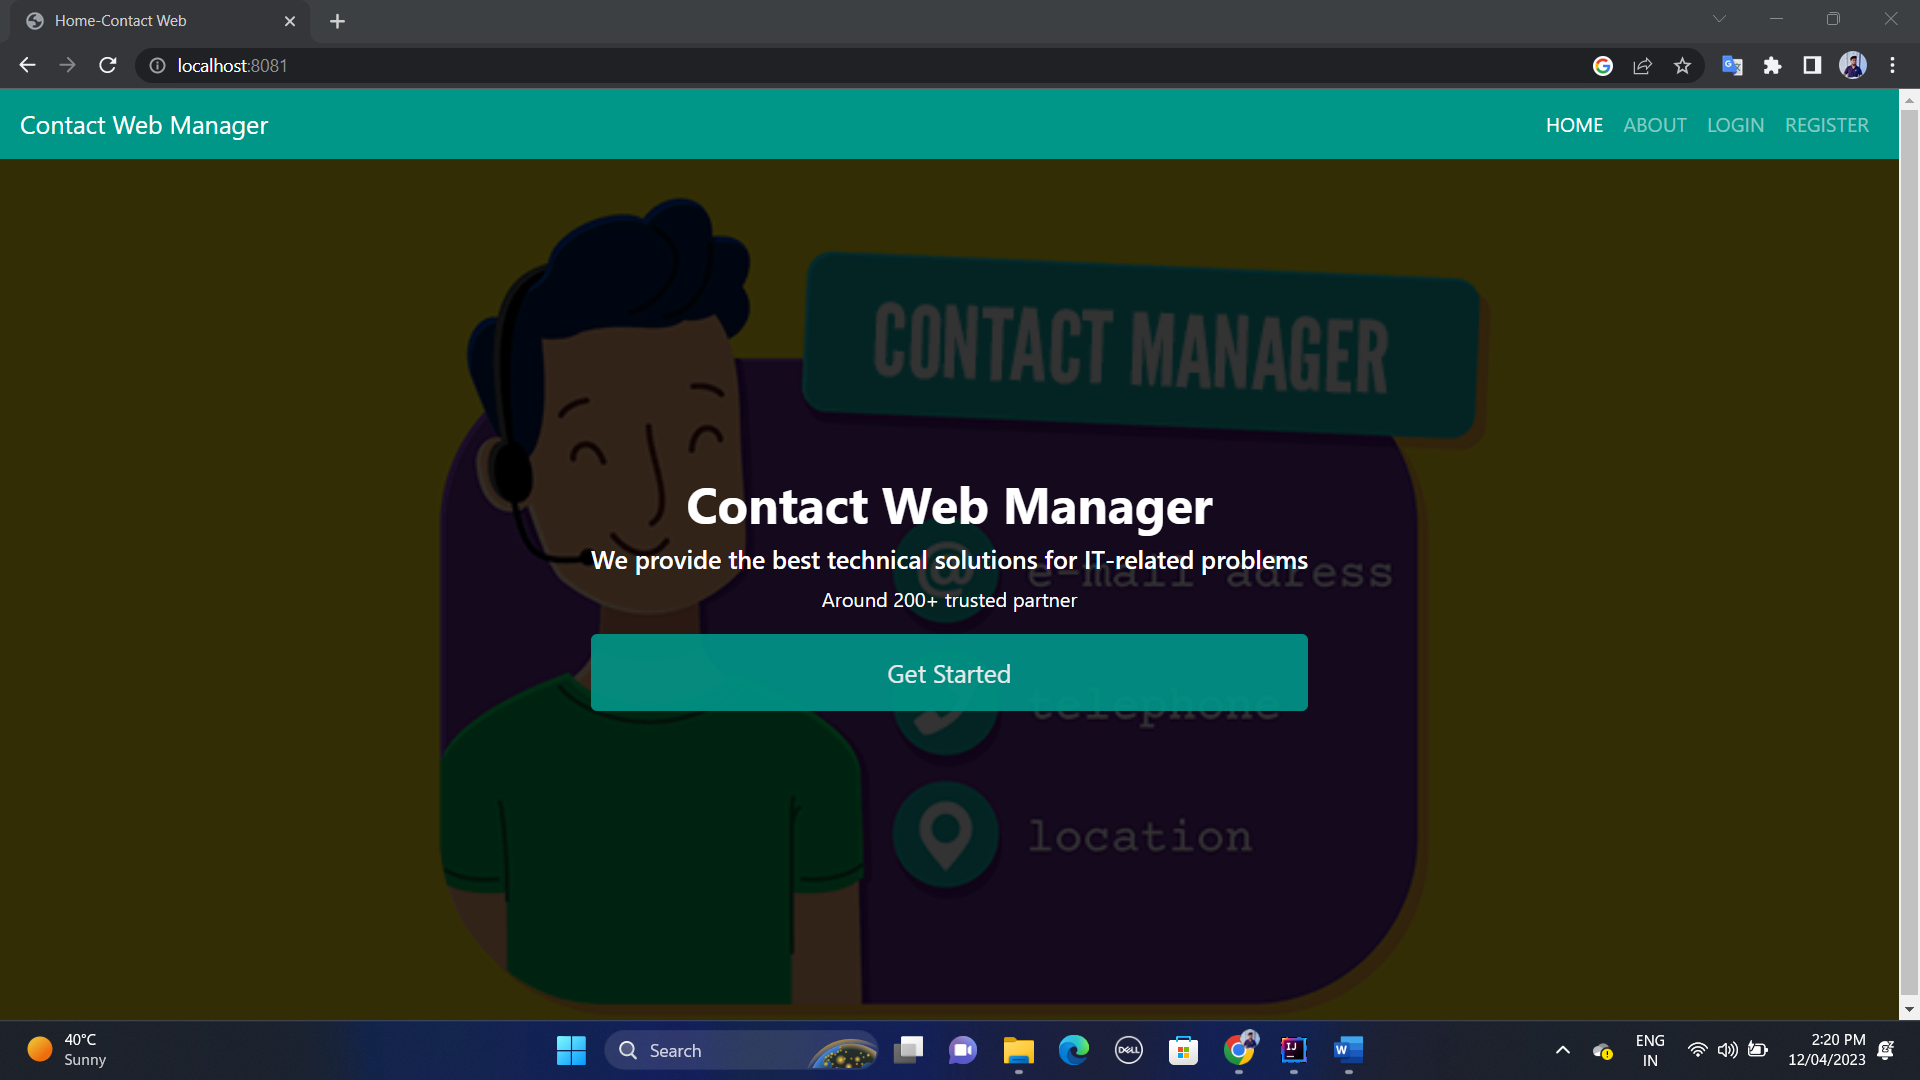 Home-Contact Web
localhost:8081
Contact Web Manager
HOME ABOUT LOGIN REGISTER
CONTACT MANAGER
Contact Web Manager
We provide the best technical solutions for IT-related problems
e-mail adress
Around 200+ trusted partner
Get Started
telephone
location
40°C
Sunny
Search
DELL
IJ
W
ENG
IN
2:20 PM
12/04/2023